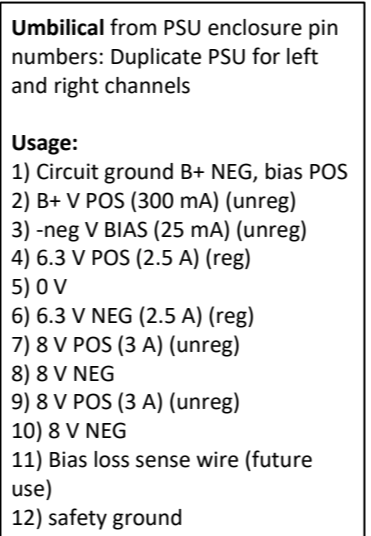 Umbilical from PSU enclosure pin
numbers: Duplicate PSU for left
and right channels
Usage:
1) Circuit ground B+ NEG, bias POS
2) B+ V POS (300 mA) (unreg)
3) -neg V BIAS (25 mA) (unreg)
4) 6.3 V POS (2.5 A) (reg)
5) 0 V
6) 6.3 V NEG (2.5 A) (reg)
7) 8 V POS (3 A) (unreg)
8) 8 V NEG
9) 8 V POS (3 A) (unreg)
10) 8 V NEG
11) Bias loss sense wire (future
use)
12) safety ground